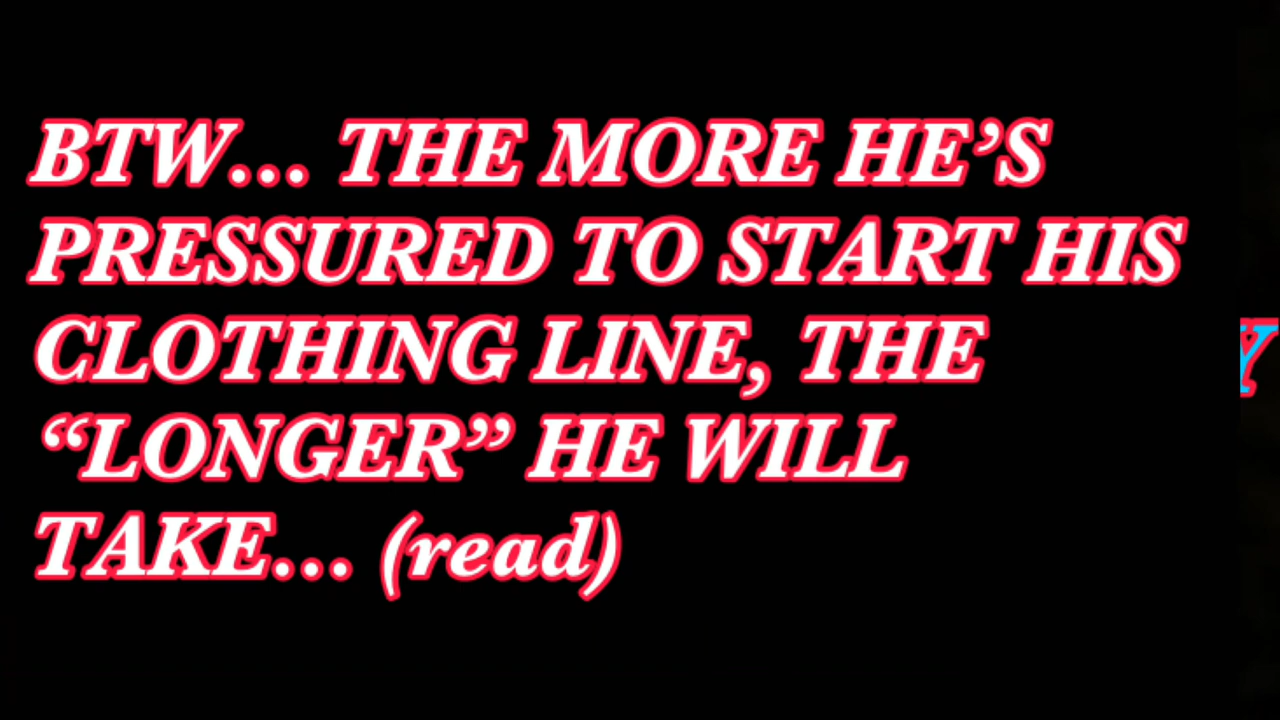 BTW... THE MORE HE’S
PRESSURED TO START HIS
CLOTHING LINE, THE
“LONGER” HE WILL
TAKE... (read)
Y